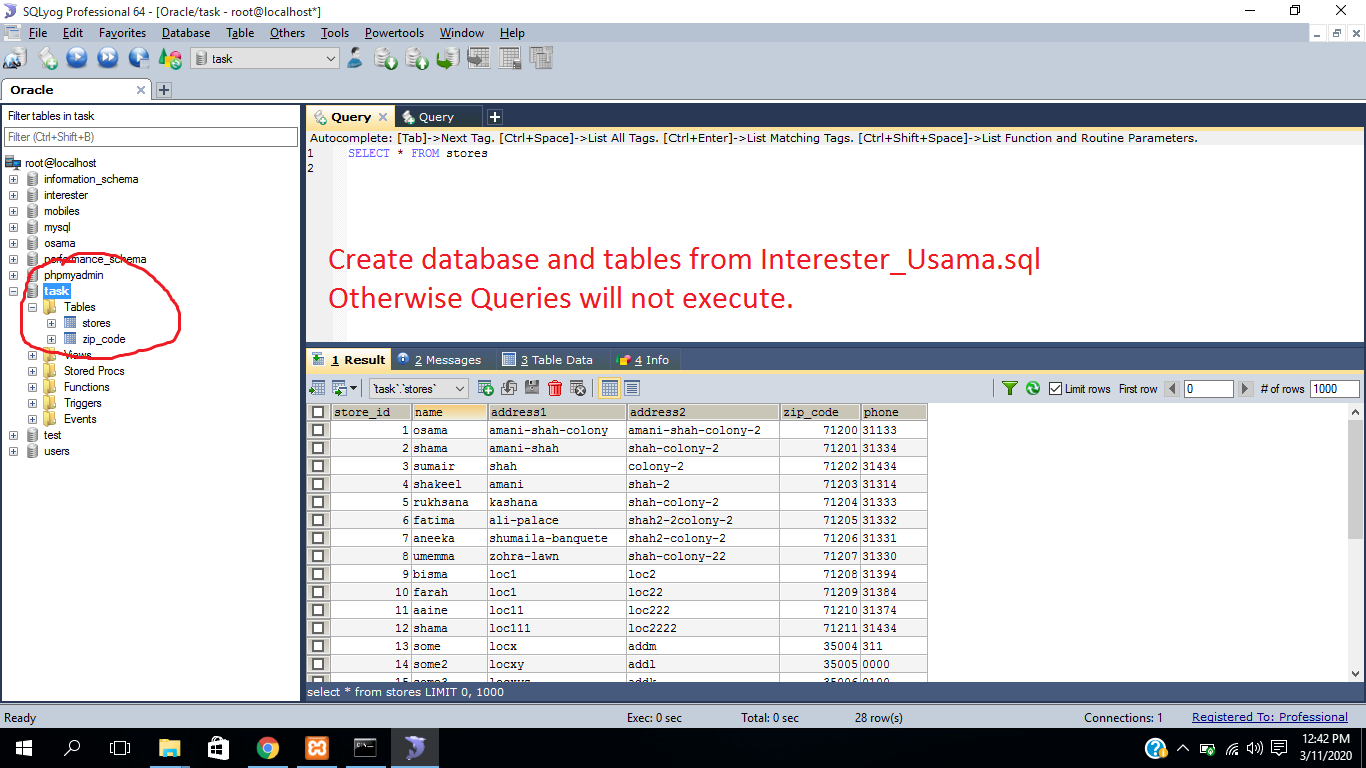 SQLyog Professional 64 - [Oracle/task - root@localhost*]
File Edit Favorites Database Table Others Tools Powertools Window Help
task
Oracle
Filter tables in task
Filter (Ctrl+Shift+B)
root@localhost
information_schema
interester
mobiles
mysql
osama
performance_schema
phpmyadmin
task
Tables
stores
zip_code
Views
Stored Procs
Functions
Triggers
Events
test
users
Query Query
Autocomplete: [Tab]->Next Tag. [Ctrl+Space]->List All Tags. [Ctrl+Enter]->List Matching Tags. [Ctrl+Shift+Space]->List Function and Routine Parameters.
1 SELECT * FROM stores
2
Create database and tables from Interester_Usama.sql
Otherwise Queries will not execute.
1 Result 2 Messages 3 Table Data 4 Info
`task`.`stores` Limit rows First row 0 # of rows 1000
store_id name address1 address2 zip_code phone
1 osama amani-shah-colony amani-shah-colony-2 71200 31133
2 shama amani-shah shah-colony-2 71201 31334
3 sumair shah colony-2 71202 31434
4 shakeel amani shah-2 71203 31314
5 rukhsana kashana shah-colony-2 71204 31333
6 fatima ali-palace shah2-2colony-2 71205 31332
7 aneeka shumaila-banquete shah2-colony-2 71206 31331
8 umemma zohra-lawn shah-colony-22 71207 31330
9 bisma loc1 loc2 71208 31394
10 farah loc1 loc22 71209 31384
11 aaine loc11 loc222 71210 31374
12 shama loc111 loc2222 71211 31434
13 some locx addm 35004 311
14 some2 locxy addl 35005 0000
select * from stores LIMIT 0, 1000
Ready Exec: 0 sec Total: 0 sec 28 row(s) Connections: 1 Registered To: Professional
12:42 PM
3/11/2020